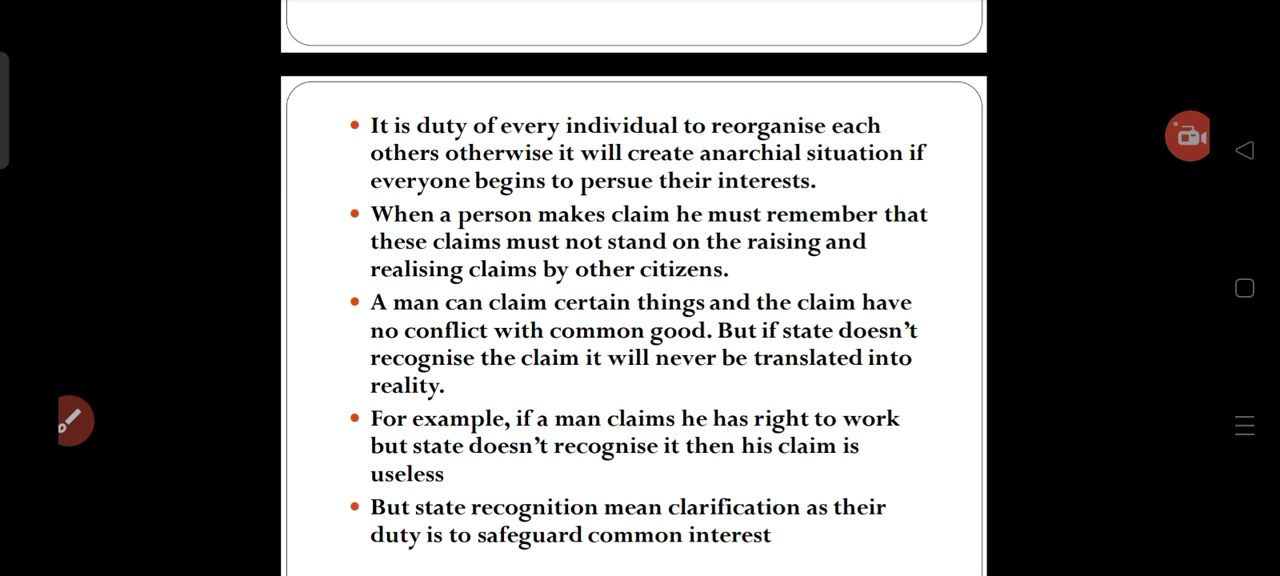 • It is duty of every individual to reorganise each
others otherwise it will create anarchial situation if
everyone begins to persue their interests.
• When a person makes claim he must remember that
these claims must not stand on the raising and
realising claims by other citizens.
• A man can claim certain things and the claim have
no conflict with common good. But if state doesn’t
recognise the claim it will never be translated into
reality.
• For example, if a man claims he has right to work
but state doesn’t recognise it then his claim is
useless
• But state recognition mean clarification as their
duty is to safeguard common interest